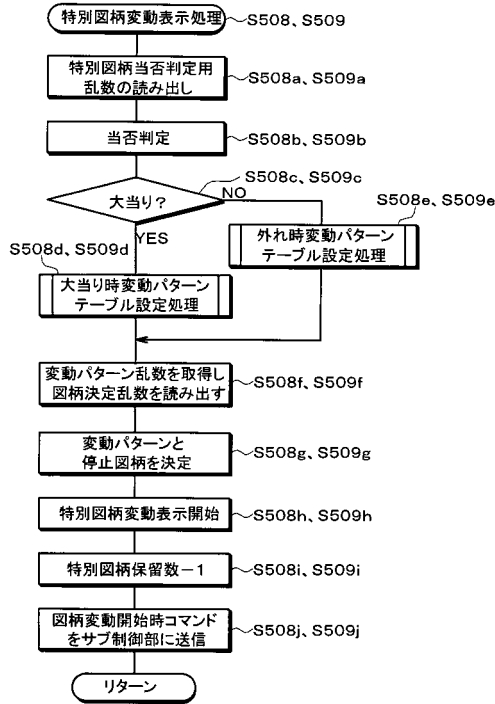 特別図柄変動表示処理
S508、S509
特別図柄当否判定用
乱数の読み出し
S508a、S509a
当否判定
S508b、S509b
S508c、S509c
大当り？
NO
S508e、S509e
YES
外れ時変動パターン
テーブル設定処理
S508d、S509d
大当り時変動パターン
テーブル設定処理
変動パターン乱数を取得し
図柄決定乱数を読み出す
S508f、S509f
変動パターンと
停止図柄を決定
S508g、S509g
特別図柄変動表示開始
S508h、S509h
特別図柄保留数－1
S508i、S509i
図柄変動開始時コマンド
をサブ制御部に送信
S508j、S509j
リターン